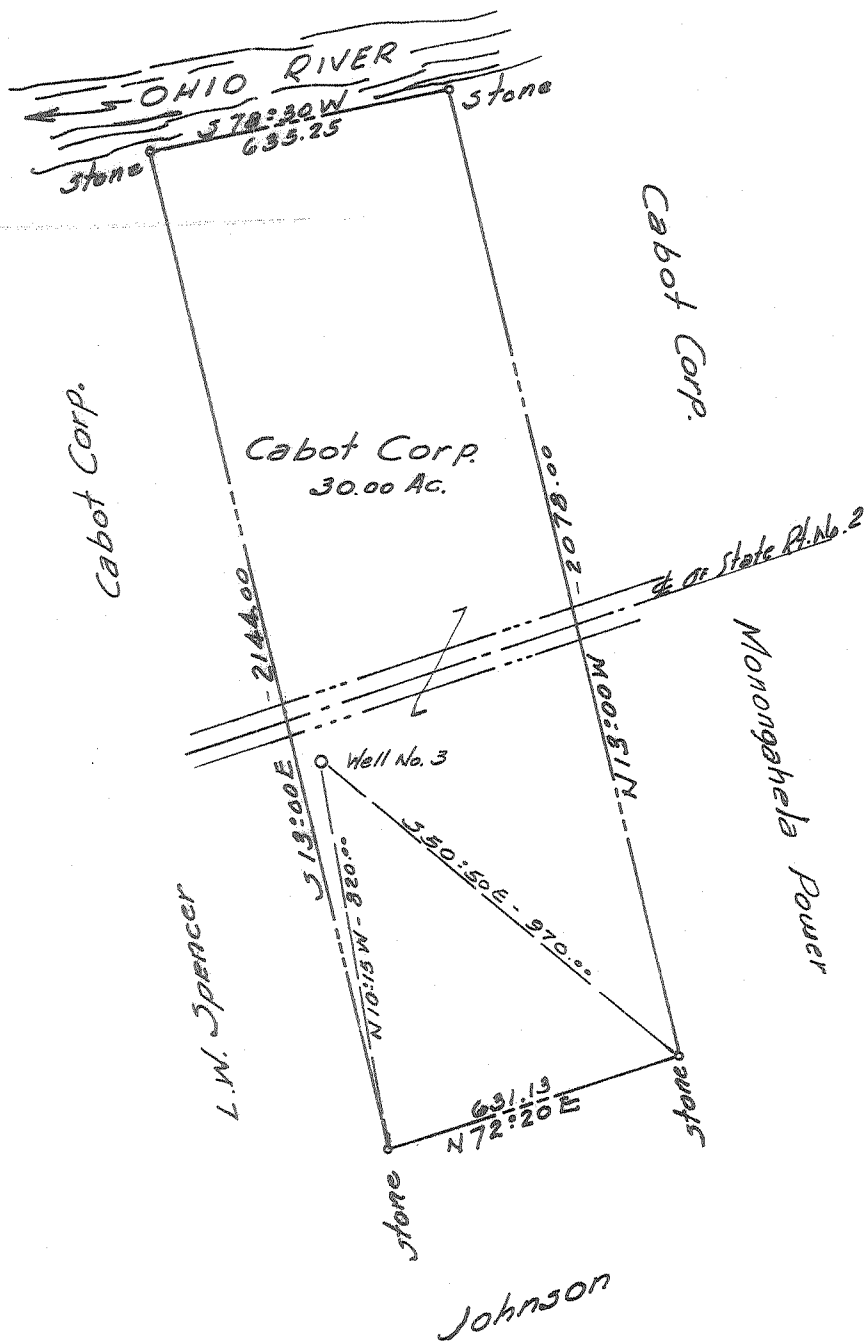 OHIO RIVER
S 78:30 W
635.25
Stone
Stone
Cabot Corp.
Cabot Corp.
Cabot Corp.
30.00 Ac.
S 13:00 E - 2144.00
N 13:00 W - 2078.00
℄ Of State Rt. No. 2
Well No. 3
N 10:15 W - 820.00
S 50:50 E - 970.00
Monongahela Power
L.W. Spencer
631.13
N 72:20 E
Stone
Stone
Johnson